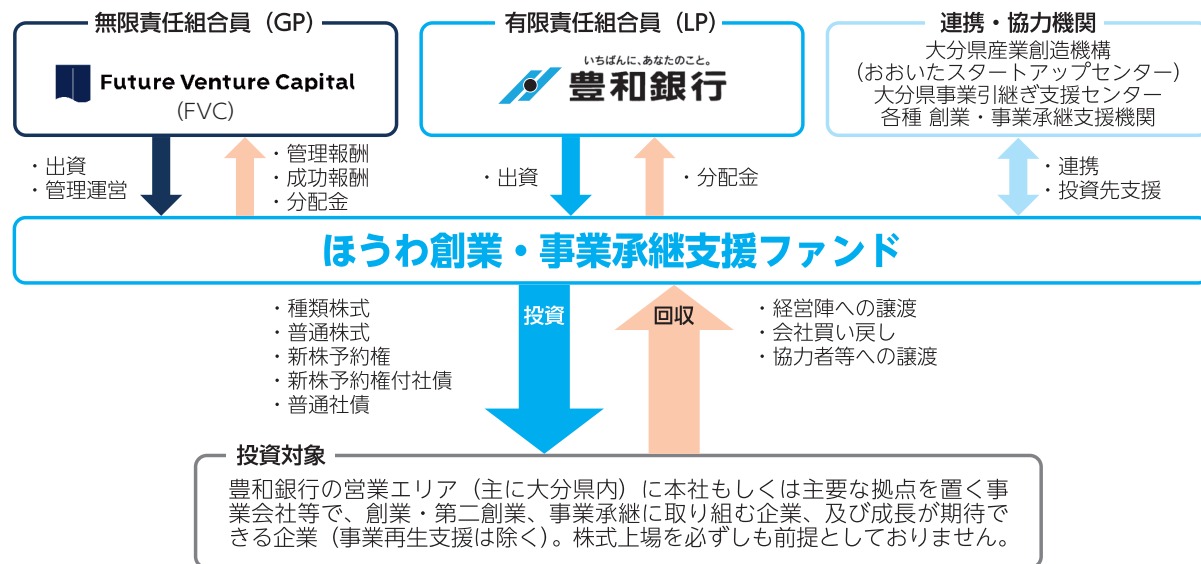 無限責任組合員（GP）
Future Venture Capital
(FVC)
有限責任組合員（LP）
いちばんに、あなたのこと。
豊和銀行
連携・協力機関
大分県産業創造機構
（おおいたスタートアップセンター）
大分県事業引継ぎ支援センター
各種 創業・事業承継支援機関
・出資
・管理運営
・管理報酬
・成功報酬
・分配金
・出資
・分配金
・連携
・投資先支援
ほうわ創業・事業承継支援ファンド
・種類株式
・普通株式
・新株予約権
・新株予約権付社債
・普通社債
投資
回収
・経営陣への譲渡
・会社買い戻し
・協力者等への譲渡
投資対象
豊和銀行の営業エリア（主に大分県内）に本社もしくは主要な拠点を置く事
業会社等で、創業・第二創業、事業承継に取り組む企業、及び成長が期待で
きる企業（事業再生支援は除く）。株式上場を必ずしも前提としておりません。